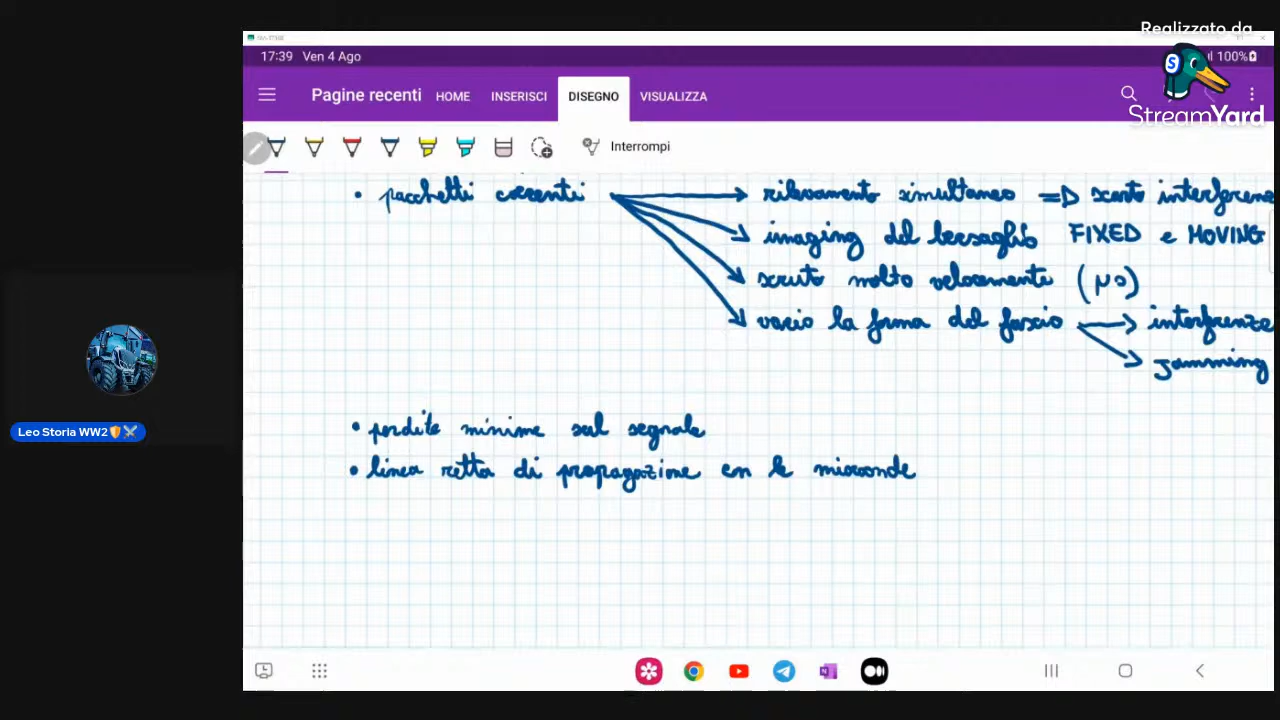 Realizzato da
StreamYard
17:39 Ven 4 Ago
100%
Pagine recenti HOME INSERISCI DISEGNO VISUALIZZA
Interrompi
• pacchetti coerenti
rilevamento simultaneo => scarto interferenz
imaging del bersaglio FIXED e MOVING
scruto molto velocemente (μs)
vario la forma del fascio
interferenze
Jamming
• perdite minime sul segnale
• linea retta di propagazione con le microonde
Leo Storia WW2